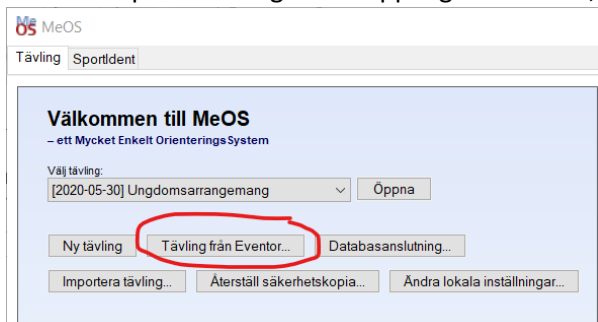 MeOS MeOS
Tävling SportIdent
Välkommen till MeOS
– ett Mycket Enkelt OrienteringsSystem
Välj tävling:
[2020-05-30] Ungdomsarrangemang Öppna
Ny tävling Tävling från Eventor... Databasanslutning...
Importera tävling... Återställ säkerhetskopia... Ändra lokala inställningar...